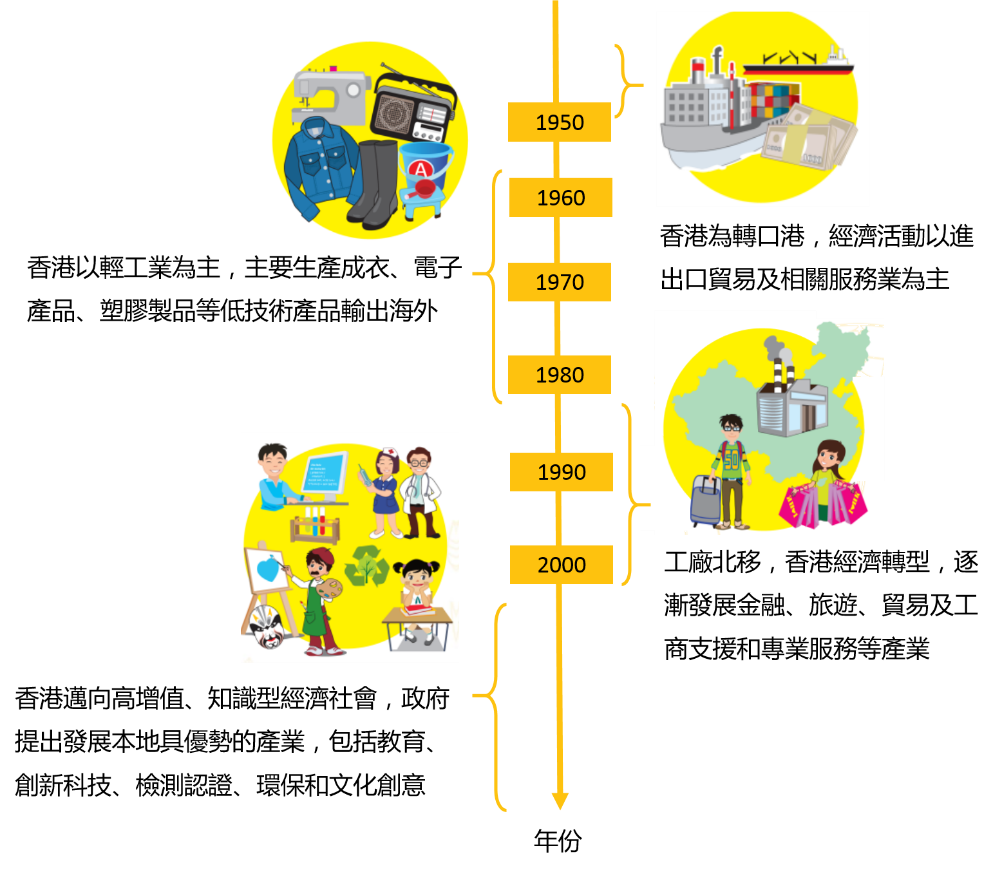 1950
香港為轉口港，經濟活動以進
出口貿易及相關服務業為主
A
1960
1970
1980
香港以輕工業為主，主要生產成衣、電子
產品、塑膠製品等低技術產品輸出海外
1990
2000
工廠北移，香港經濟轉型，逐
漸發展金融、旅遊、貿易及工
商支援和專業服務等產業
香港邁向高增值、知識型經濟社會，政府
提出發展本地具優勢的產業，包括教育、
創新科技、檢測認證、環保和文化創意
年份